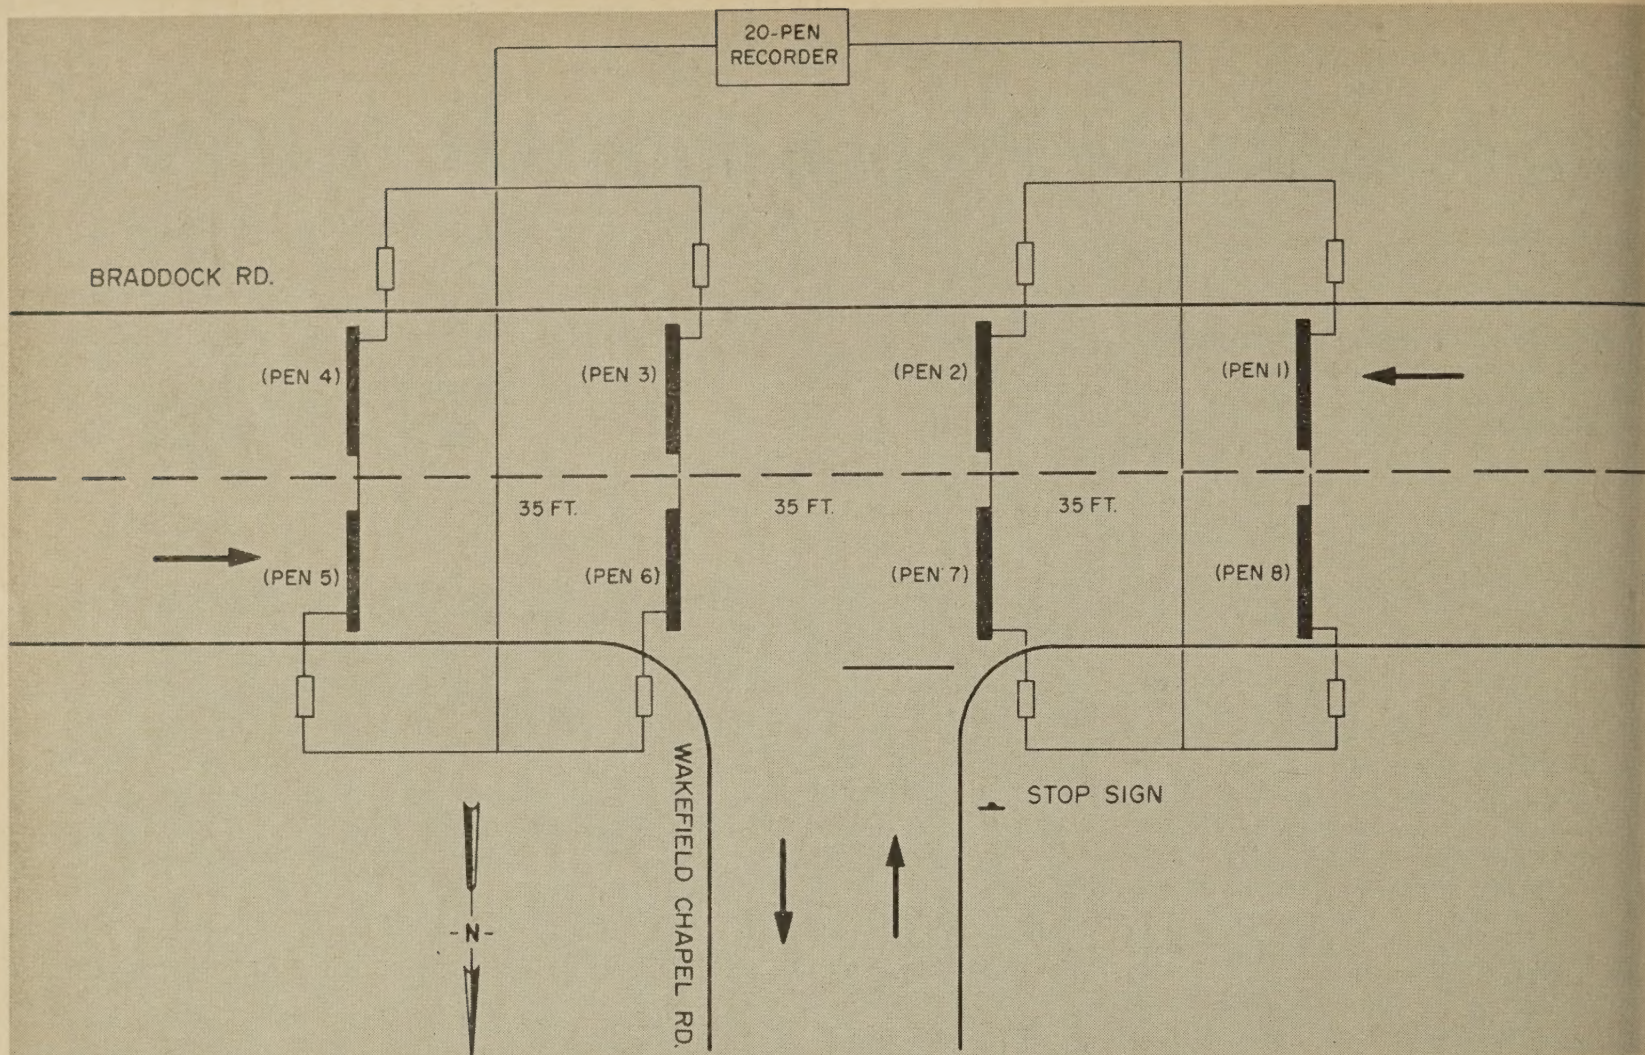 20-PEN
RECORDER
BRADDOCK RD.
(PEN 4)
(PEN 3)
(PEN 2)
(PEN 1)
35 FT.
35 FT.
35 FT.
(PEN 5)
(PEN 6)
(PEN 7)
(PEN 8)
WAKEFIELD CHAPEL RD.
STOP SIGN
-N-